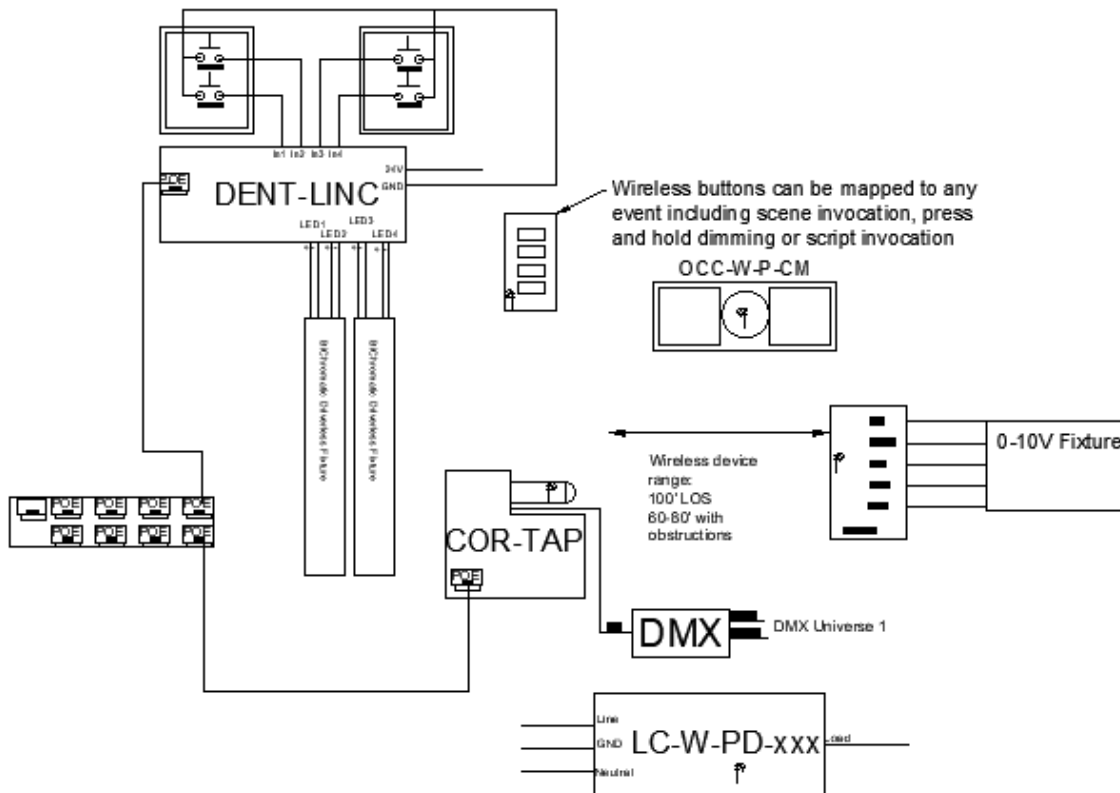 In1 In2 In3 In4
24V
GND
POE
DENT-LINC
LED1
LED2
LED3
LED4
Wireless buttons can be mapped to any
event including scene invocation, press
and hold dimming or script invocation
OCC-W-P-CM
BiChromatic Driverless Fixture
BiChromatic Driverless Fixture
Wireless device
range:
100' LOS
60-80' with
obstructions
0-10V Fixture
POE POE POE
POE POE POE POE
COR-TAP
POE
DMX
DMX Universe 1
Line
GND
Neutral
LC-W-PD-xxx
Load